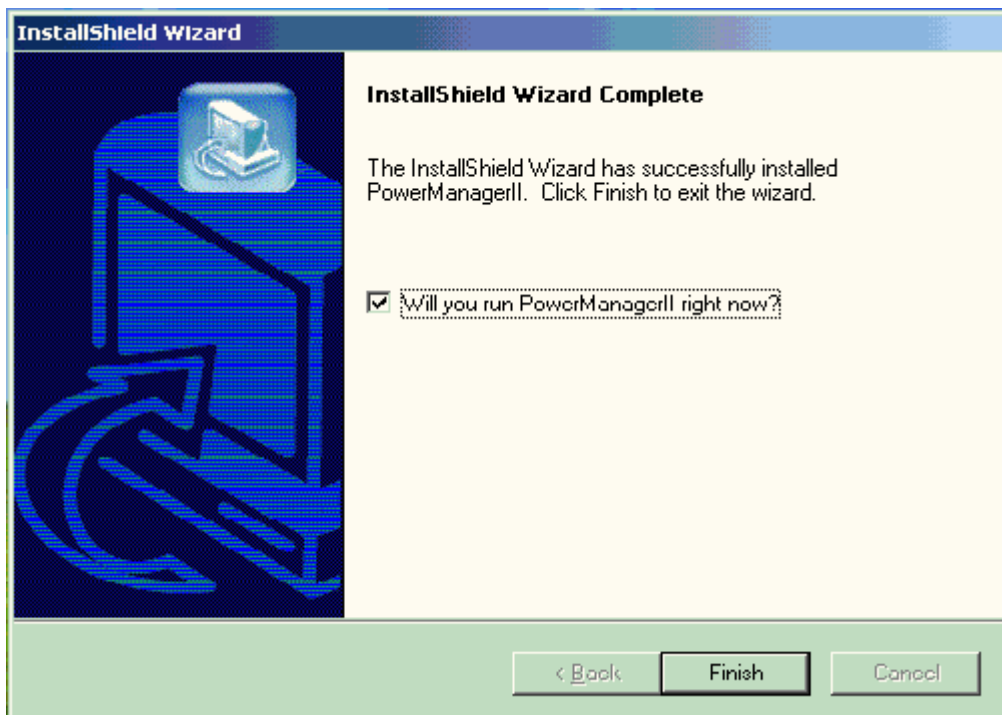 InstallShield Wizard
InstallShield Wizard Complete
The InstallShield Wizard has successfully installed
PowerManagerII. Click Finish to exit the wizard.
Will you run PowerManagerII right now?
< Back
Finish
Cancel